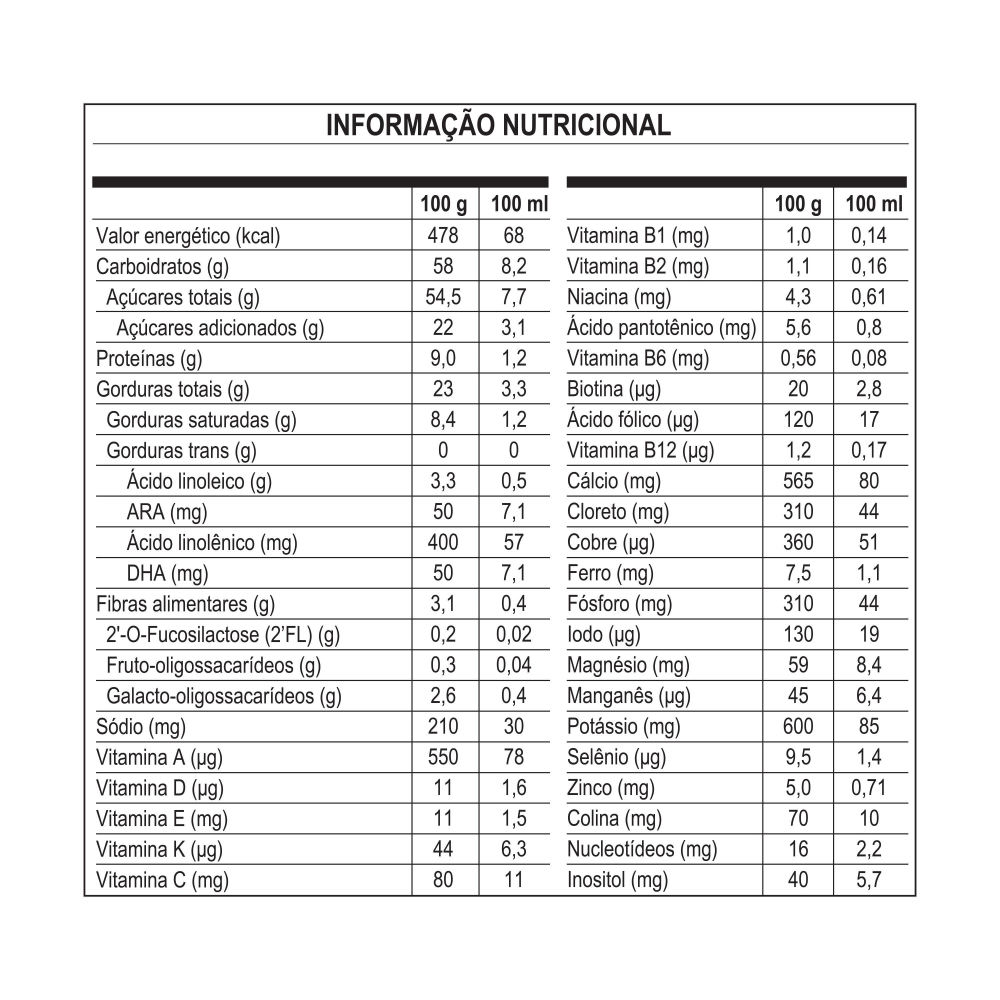 INFORMAÇÃO NUTRICIONAL
100 g 100 ml
Valor energético (kcal) 478 68
Carboidratos (g) 58 8,2
Açúcares totais (g) 54,5 7,7
Açúcares adicionados (g) 22 3,1
Proteínas (g) 9,0 1,2
Gorduras totais (g) 23 3,3
Gorduras saturadas (g) 8,4 1,2
Gorduras trans (g) 0 0
Ácido linoleico (g) 3,3 0,5
ARA (mg) 50 7,1
Ácido linolênico (mg) 400 57
DHA (mg) 50 7,1
Fibras alimentares (g) 3,1 0,4
2'-O-Fucosilactose (2’FL) (g) 0,2 0,02
Fruto-oligossacarídeos (g) 0,3 0,04
Galacto-oligossacarídeos (g) 2,6 0,4
Sódio (mg) 210 30
Vitamina A (µg) 550 78
Vitamina D (µg) 11 1,6
Vitamina E (mg) 11 1,5
Vitamina K (µg) 44 6,3
Vitamina C (mg) 80 11
100 g 100 ml
Vitamina B1 (mg) 1,0 0,14
Vitamina B2 (mg) 1,1 0,16
Niacina (mg) 4,3 0,61
Ácido pantotênico (mg) 5,6 0,8
Vitamina B6 (mg) 0,56 0,08
Biotina (µg) 20 2,8
Ácido fólico (µg) 120 17
Vitamina B12 (µg) 1,2 0,17
Cálcio (mg) 565 80
Cloreto (mg) 310 44
Cobre (µg) 360 51
Ferro (mg) 7,5 1,1
Fósforo (mg) 310 44
Iodo (µg) 130 19
Magnésio (mg) 59 8,4
Manganês (µg) 45 6,4
Potássio (mg) 600 85
Selênio (µg) 9,5 1,4
Zinco (mg) 5,0 0,71
Colina (mg) 70 10
Nucleotídeos (mg) 16 2,2
Inositol (mg) 40 5,7